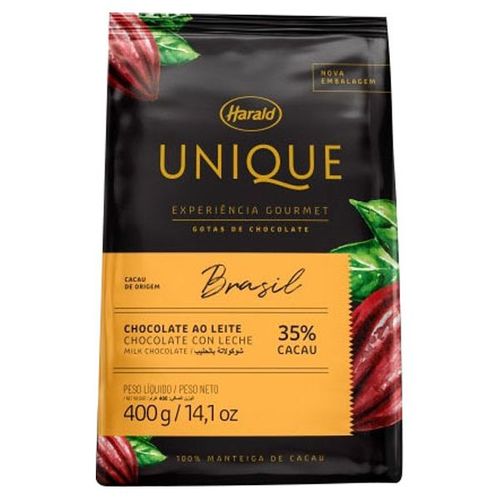 NOVA
EMBALAGEM
Harald
UNIQUE
EXPERIÊNCIA GOURMET
GOTAS DE CHOCOLATE
CACAU
DE ORIGEM
Brasil
CHOCOLATE AO LEITE
CHOCOLATE CON LECHE
MILK CHOCOLATE / شوكولاتة بالحليب
35%
CACAU
PESO LÍQUIDO / PESO NETO
400g / 14,1 oz
100% MANTEIGA DE CACAU